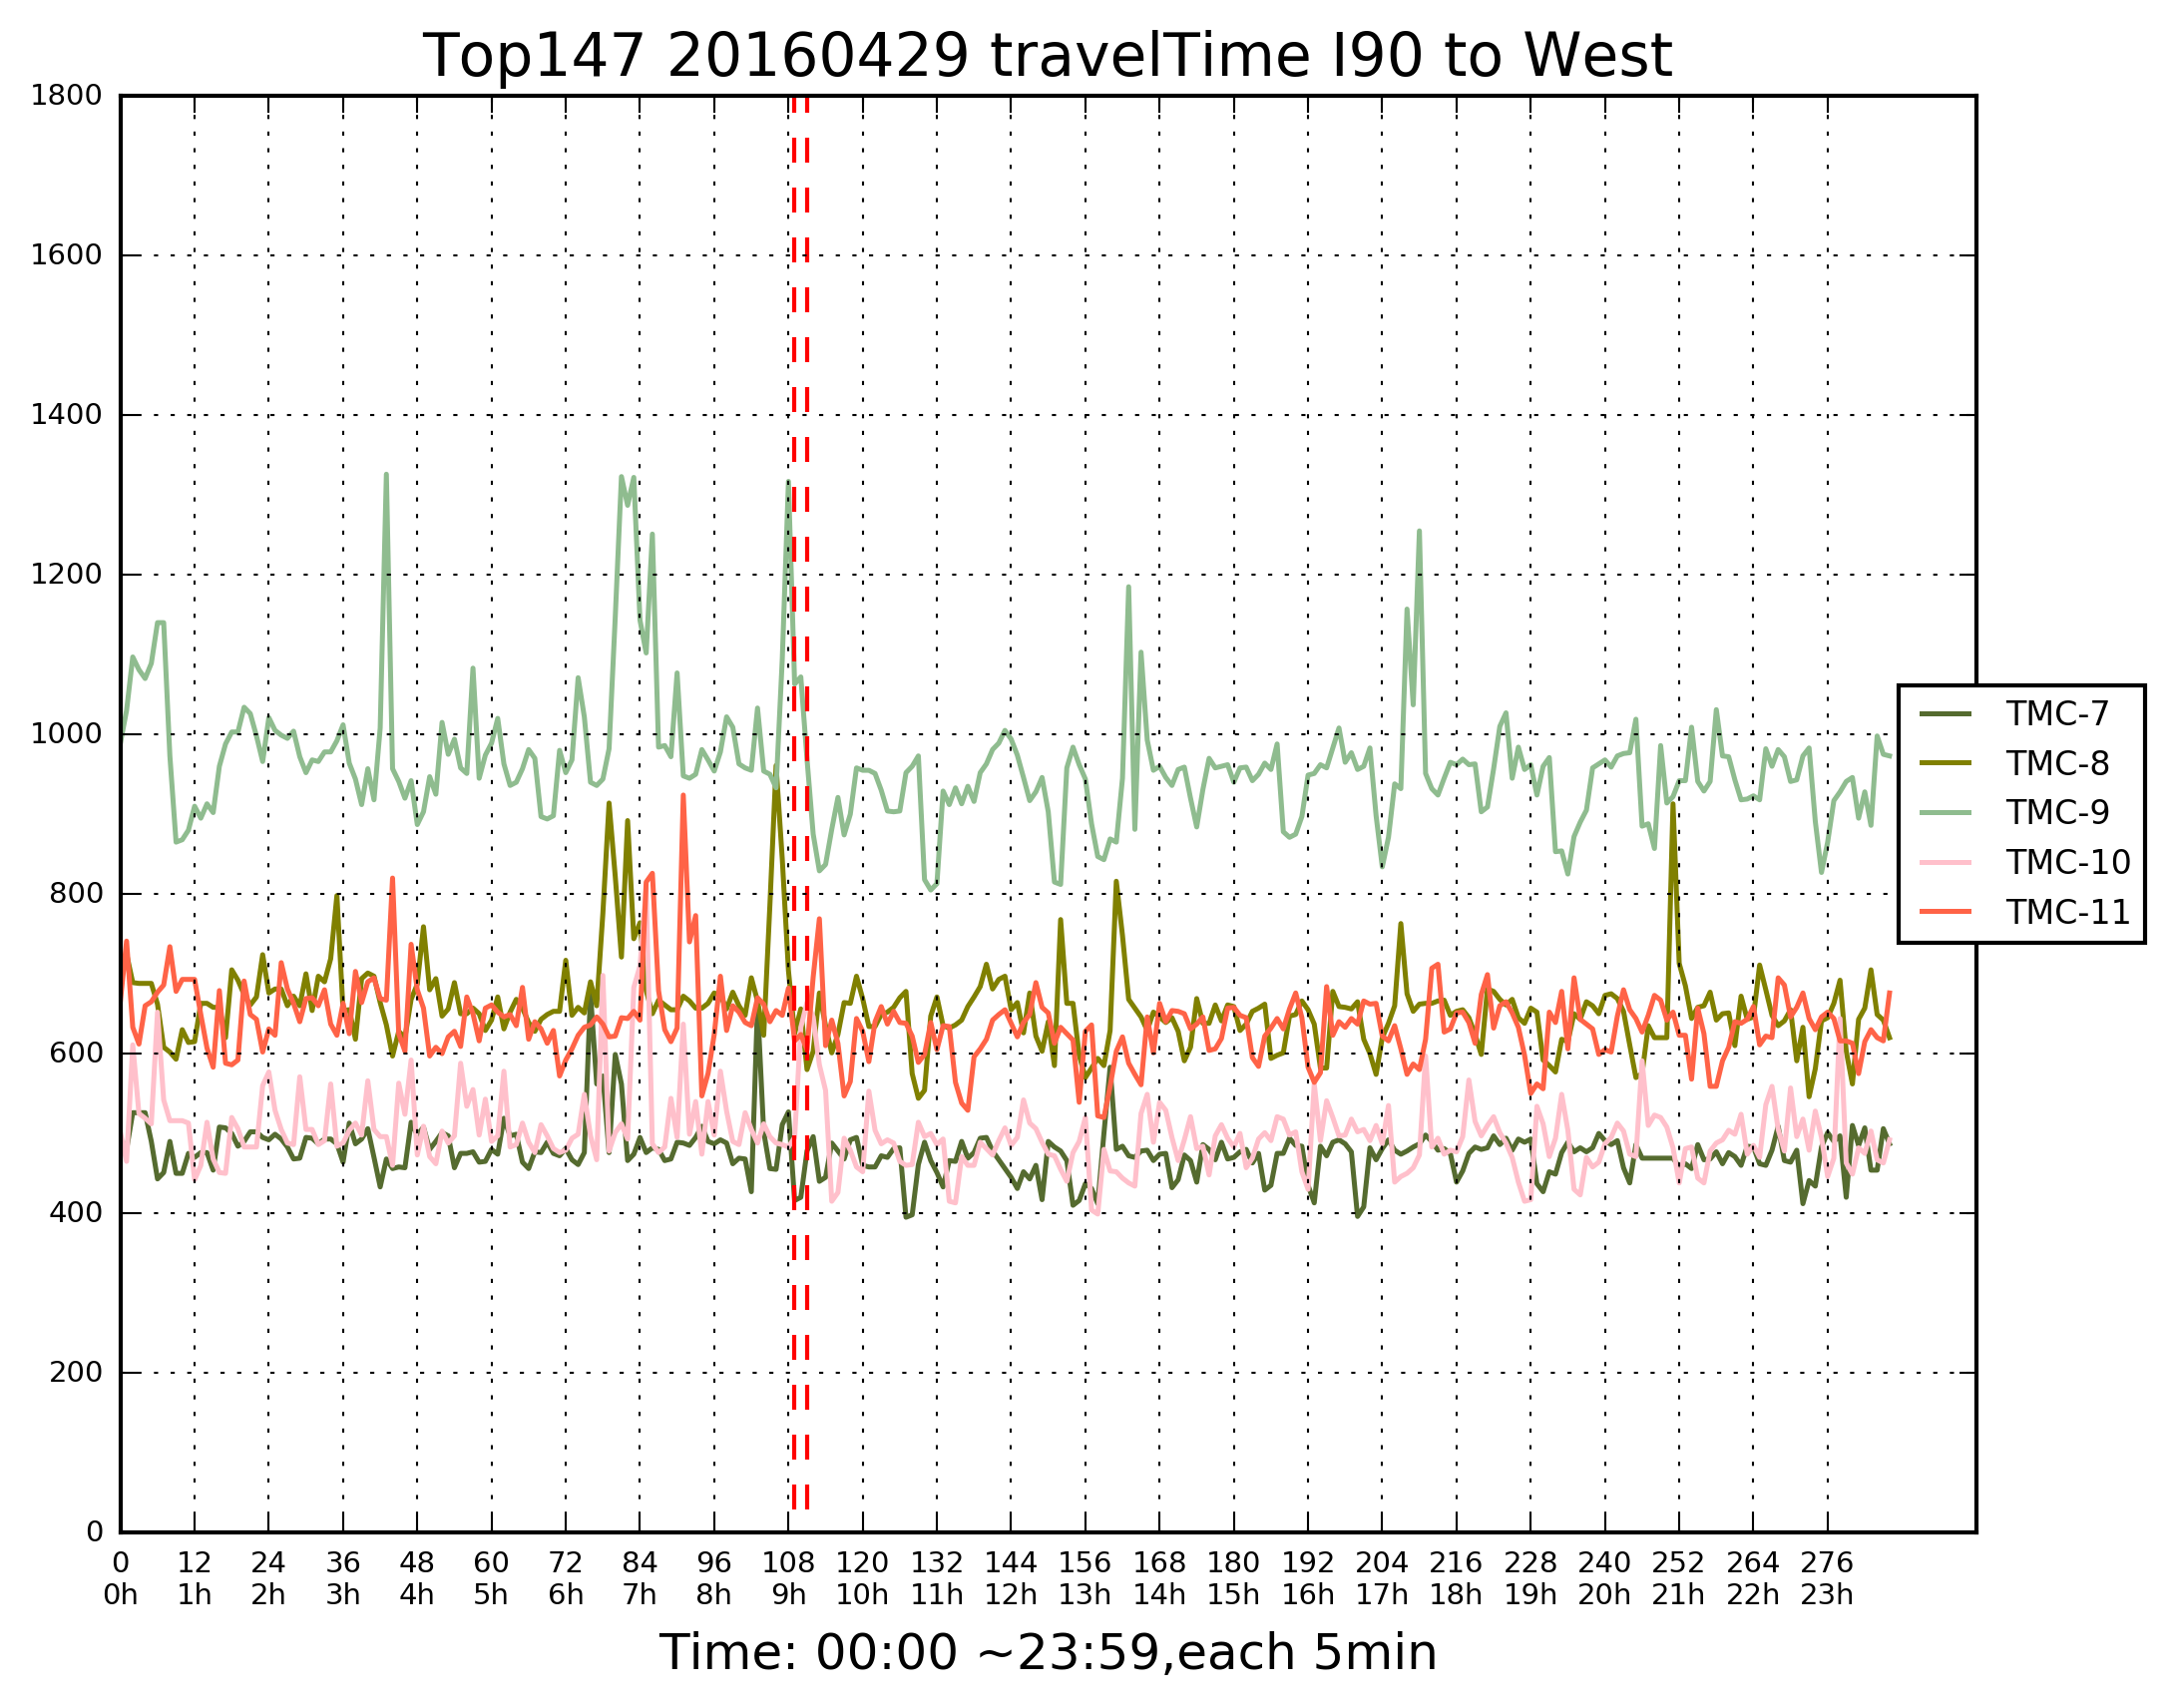 Top147 20160429 travelTime I90 to West
1800
1600
1400
1200
1000
800
600
400
200
0
TMC-7
TMC-8
TMC-9
TMC-10
TMC-11
0 12 24 36 48 60 72 84 96 108 120 132 144 156 168 180 192 204 216 228 240 252 264 276
0h 1h 2h 3h 4h 5h 6h 7h 8h 9h 10h 11h 12h 13h 14h 15h 16h 17h 18h 19h 20h 21h 22h 23h
Time: 00:00 ~23:59,each 5min